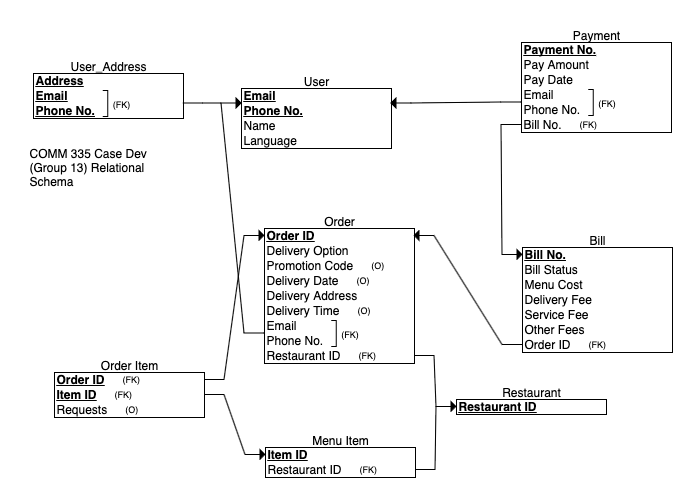 User_Address
Address
Email
Phone No. (FK)
COMM 335 Case Dev
(Group 13) Relational
Schema
User
Email
Phone No.
Name
Language
Payment
Payment No.
Pay Amount
Pay Date
Email
Phone No. (FK)
Bill No. (FK)
Order
Order ID
Delivery Option
Promotion Code (O)
Delivery Date (O)
Delivery Address
Delivery Time (O)
Email
Phone No. (FK)
Restaurant ID (FK)
Bill
Bill No.
Bill Status
Menu Cost
Delivery Fee
Service Fee
Other Fees
Order ID (FK)
Order Item
Order ID (FK)
Item ID (FK)
Requests (O)
Restaurant
Restaurant ID
Menu Item
Item ID
Restaurant ID (FK)